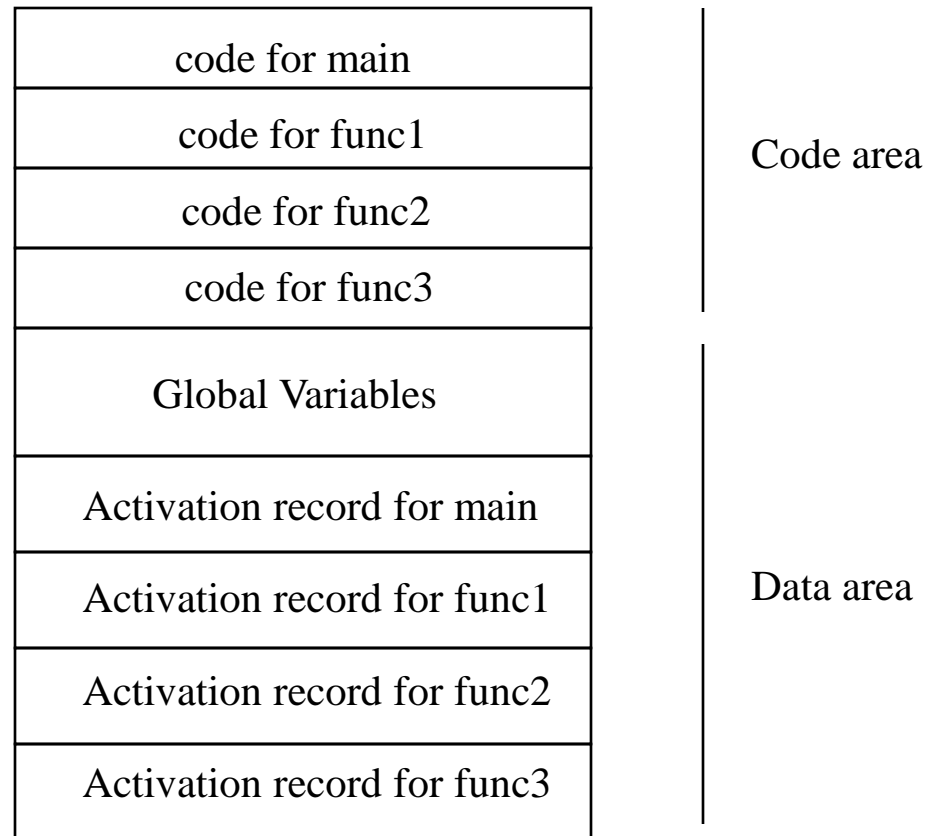 code for main
code for func1
code for func2
code for func3
Code area
Global Variables
Activation record for main
Activation record for func1
Activation record for func2
Activation record for func3
Data area